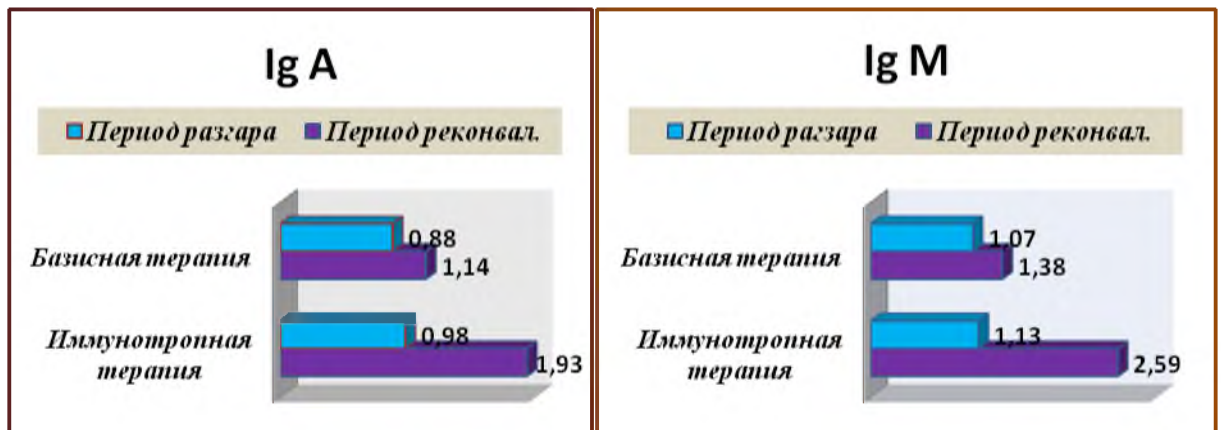 Ig A
Период разгара Период реконвал.
Базисная терапия
0,88
1,14
Иммунотропная
терапия
0,98
1,93
Ig M
Период рагзара Период реконвал.
Базисная терапия
1,07
1,38
Иммунотропная
терапия
1,13
2,59